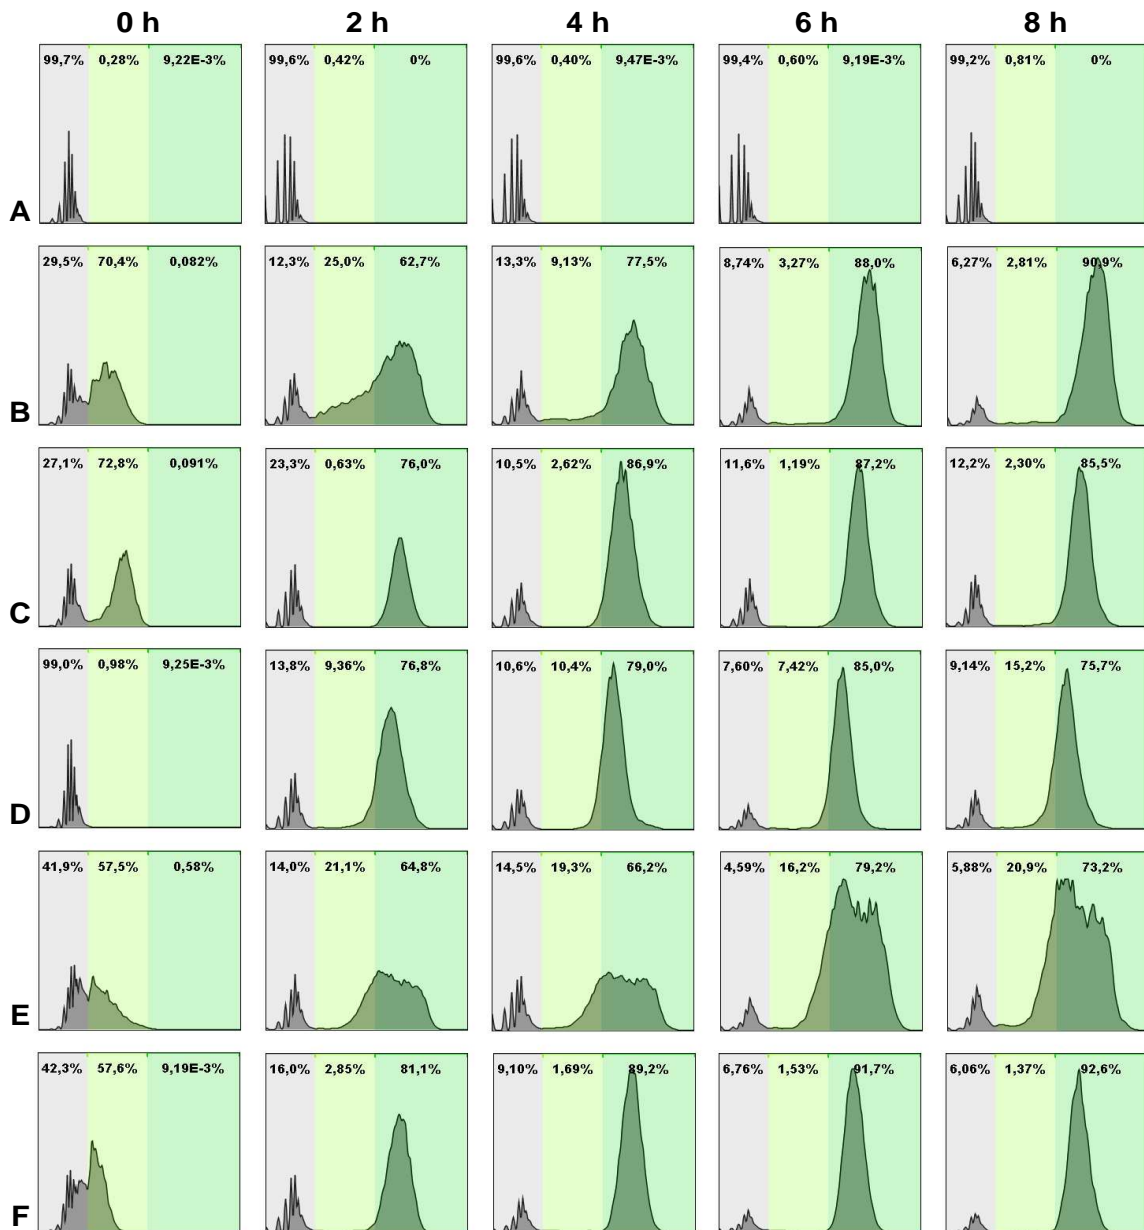 0 h 2 h 4 h 6 h 8 h
99,7% 0,28% 9,22E-3% 99,6% 0,42% 0% 99,6% 0,40% 9,47E-3% 99,4% 0,60% 9,19E-3% 99,2% 0,81% 0%
A
29,5% 70,4% 0,082% 12,3% 25,0% 62,7% 13,3% 9,13% 77,5% 8,74% 3,27% 88,0% 6,27% 2,81% 90,9%
B
27,1% 72,8% 0,091% 23,3% 0,63% 76,0% 10,5% 2,62% 86,9% 11,6% 1,19% 87,2% 12,2% 2,30% 85,5%
C
99,0% 0,98% 9,25E-3% 13,8% 9,36% 76,8% 10,6% 10,4% 79,0% 7,60% 7,42% 85,0% 9,14% 15,2% 75,7%
D
41,9% 57,5% 0,58% 14,0% 21,1% 64,8% 14,5% 19,3% 66,2% 4,59% 16,2% 79,2% 5,88% 20,9% 73,2%
E
42,3% 57,6% 9,19E-3% 16,0% 2,85% 81,1% 9,10% 1,69% 89,2% 6,76% 1,53% 91,7% 6,06% 1,37% 92,6%
F